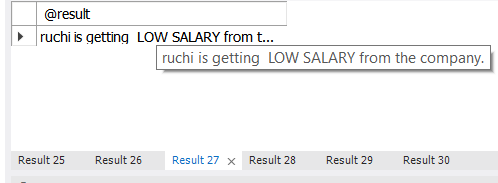 @result
ruchi is getting  LOW SALARY from t...
ruchi is getting  LOW SALARY from the company.
Result 25 Result 26 Result 27 × Result 28 Result 29 Result 30